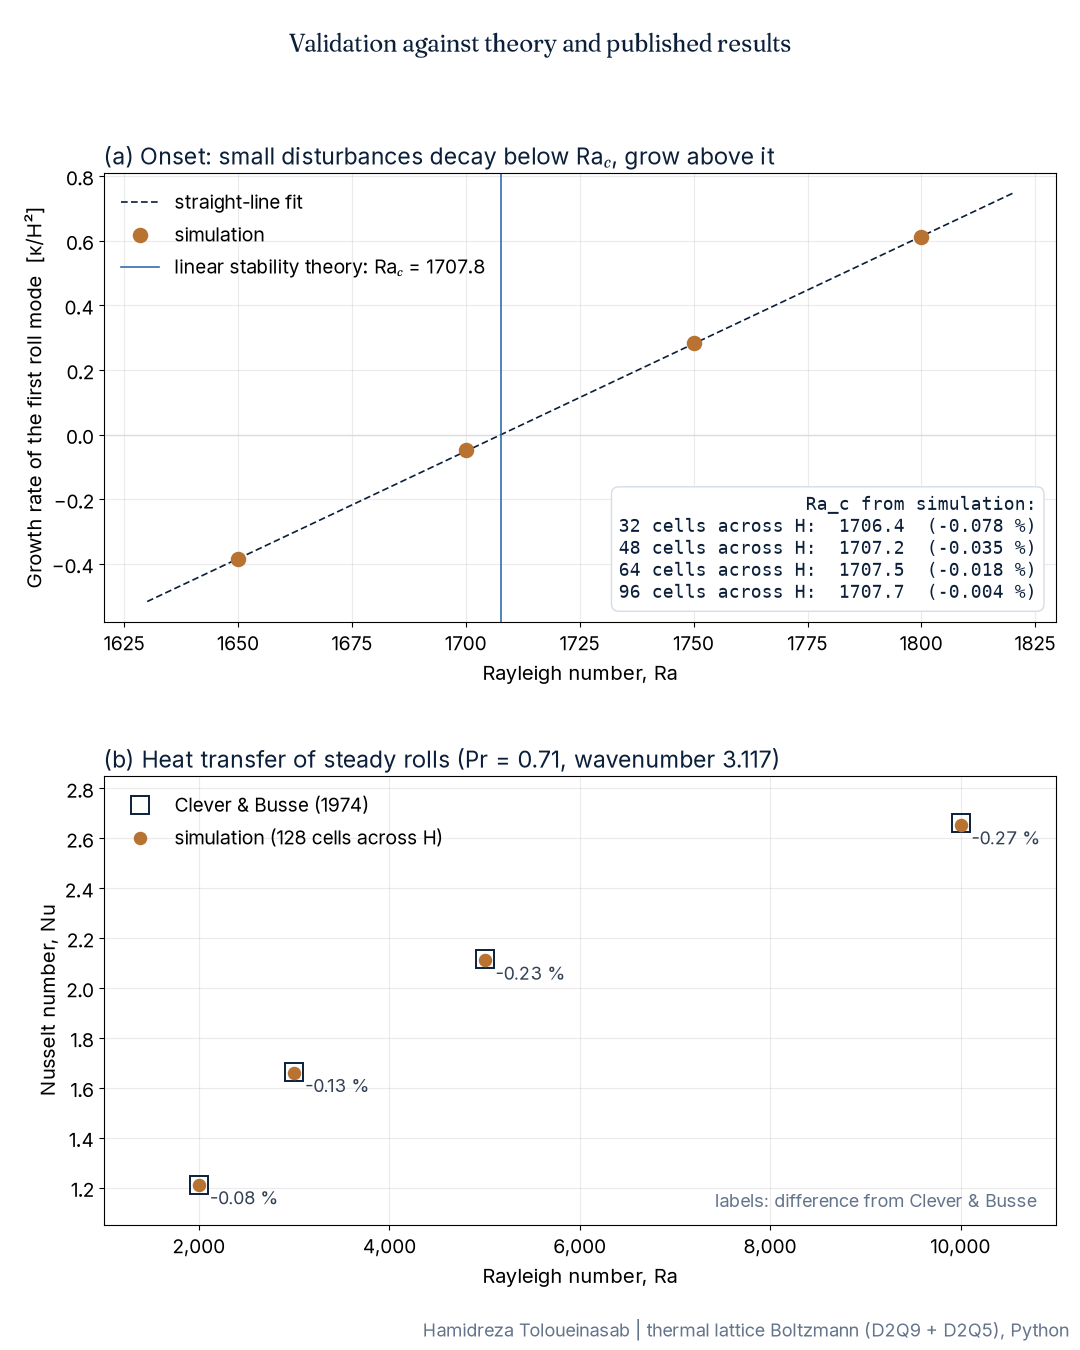 Validation against theory and published results
(a) Onset: small disturbances decay below Ra_c, grow above it
Growth rate of the first roll mode [κ/H²]
0.8
0.6
0.4
0.2
0.0
−0.2
−0.4
straight-line fit
simulation
linear stability theory: Ra_c = 1707.8
Ra_c from simulation:
32 cells across H: 1706.4 (-0.078 %)
48 cells across H: 1707.2 (-0.035 %)
64 cells across H: 1707.5 (-0.018 %)
96 cells across H: 1707.7 (-0.004 %)
1625 1650 1675 1700 1725 1750 1775 1800 1825
Rayleigh number, Ra
(b) Heat transfer of steady rolls (Pr = 0.71, wavenumber 3.117)
Nusselt number, Nu
2.8
2.6
2.4
2.2
2.0
1.8
1.6
1.4
1.2
Clever & Busse (1974)
simulation (128 cells across H)
-0.27 %
-0.23 %
-0.13 %
-0.08 %
labels: difference from Clever & Busse
2,000 4,000 6,000 8,000 10,000
Rayleigh number, Ra
Hamidreza Toloueinasab | thermal lattice Boltzmann (D2Q9 + D2Q5), Python